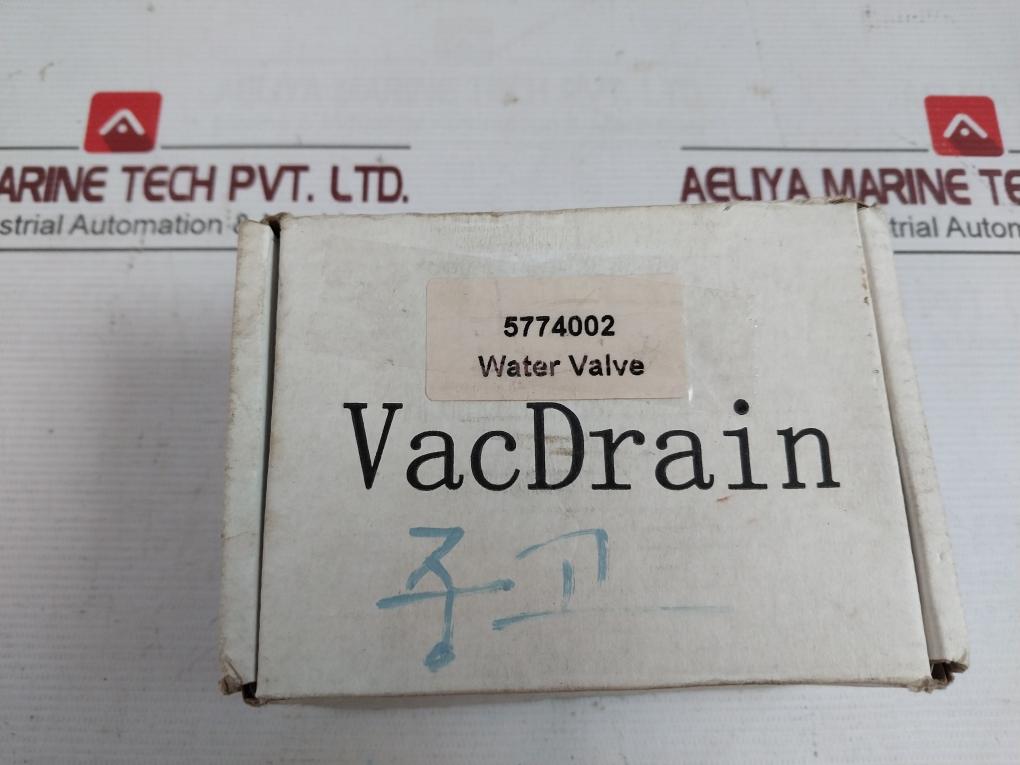 ARINE TECH PVT. LTD.
AELIYA MARINE TE
strial Automation &
trial Autom
5774002
Water Valve
VacDrain
중고